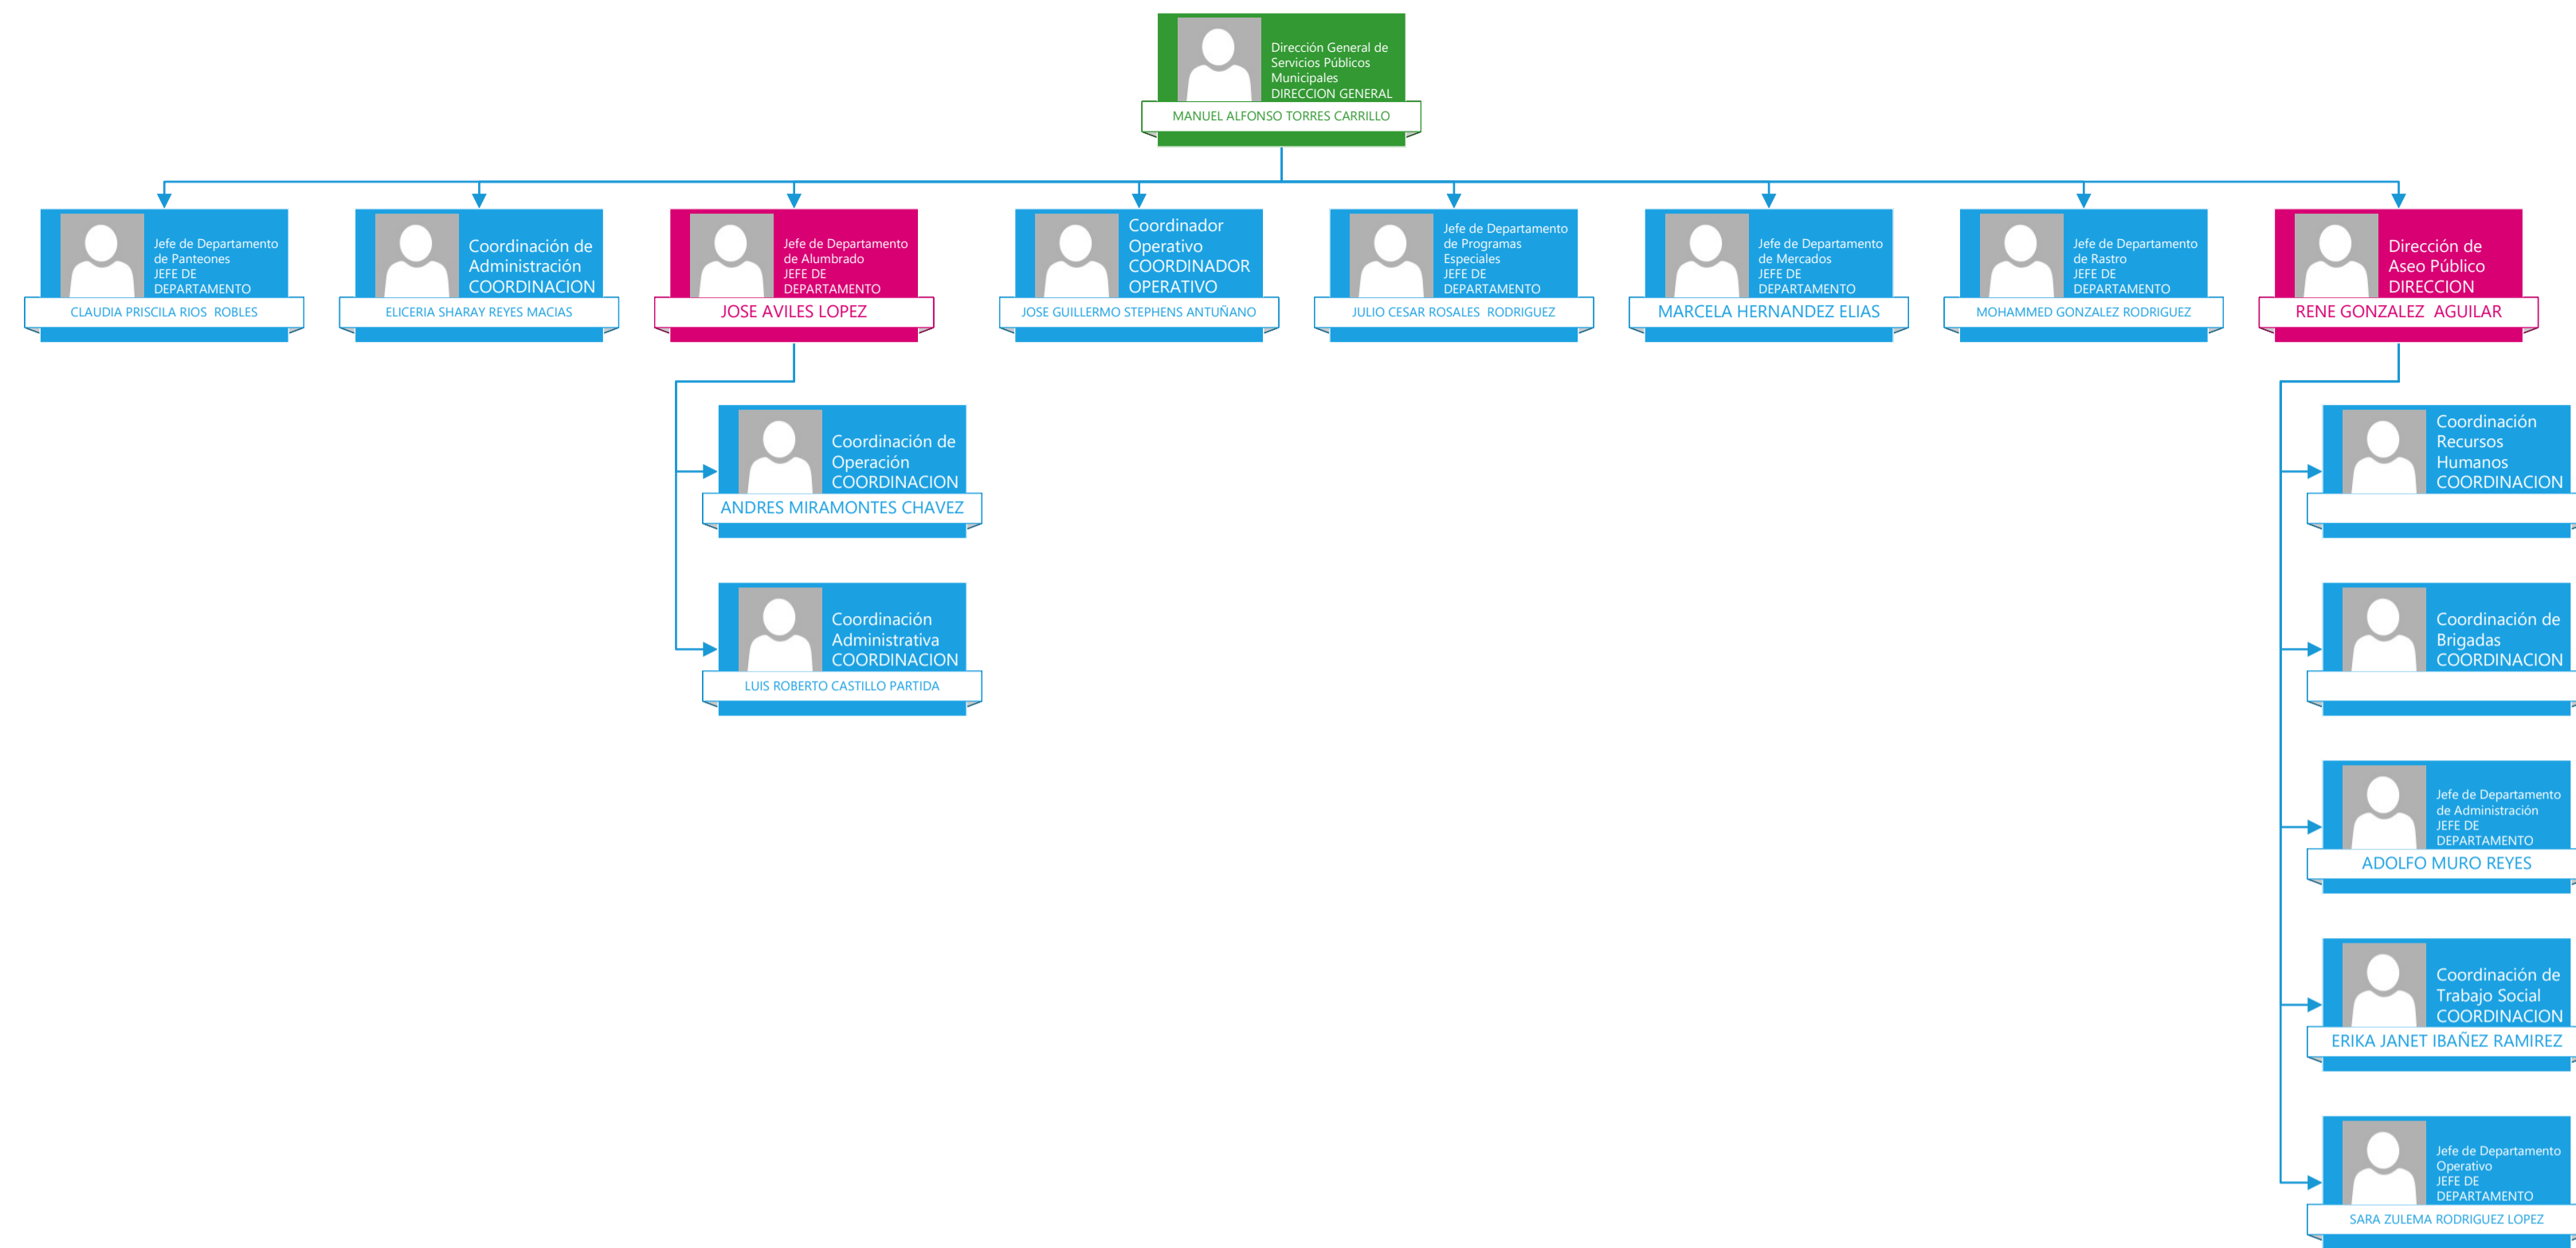 Dirección General de
Servicios Públicos
Municipales
DIRECCION GENERAL
MANUEL ALFONSO TORRES CARRILLO
Jefe de Departamento
de Panteones
JEFE DE
DEPARTAMENTO
CLAUDIA PRISCILA RIOS  ROBLES
Coordinación de
Administración
COORDINACION
ELICERIA SHARAY REYES MACIAS
Jefe de Departamento
de Alumbrado
JEFE DE
DEPARTAMENTO
JOSE AVILES LOPEZ
Coordinador
Operativo
COORDINADOR
OPERATIVO
JOSE GUILLERMO STEPHENS ANTUÑANO
Jefe de Departamento
de Programas
Especiales
JEFE DE
DEPARTAMENTO
JULIO CESAR ROSALES  RODRIGUEZ
Jefe de Departamento
de Mercados
JEFE DE
DEPARTAMENTO
MARCELA HERNANDEZ ELIAS
Jefe de Departamento
de Rastro
JEFE DE
DEPARTAMENTO
MOHAMMED GONZALEZ RODRIGUEZ
Dirección de
Aseo Público
DIRECCION
RENE GONZALEZ  AGUILAR
Coordinación de
Operación
COORDINACION
ANDRES MIRAMONTES CHAVEZ
Coordinación
Administrativa
COORDINACION
LUIS ROBERTO CASTILLO PARTIDA
Coordinación
Recursos
Humanos
COORDINACION
Coordinación de
Brigadas
COORDINACION
Jefe de Departamento
de Administración
JEFE DE
DEPARTAMENTO
ADOLFO MURO REYES
Coordinación de
Trabajo Social
COORDINACION
ERIKA JANET IBAÑEZ RAMIREZ
Jefe de Departamento
Operativo
JEFE DE
DEPARTAMENTO
SARA ZULEMA RODRIGUEZ LOPEZ